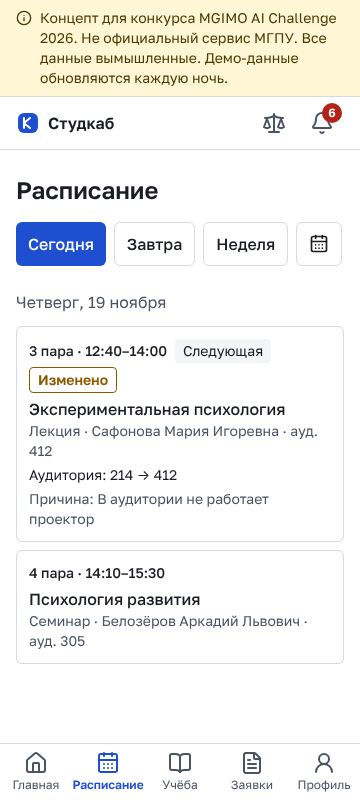 Концепт для конкурса MGIMO AI Challenge
2026. Не официальный сервис МГПУ. Все
данные вымышленные. Демо-данные
обновляются каждую ночь.
Студкаб
6
Расписание
Сегодня
Завтра
Неделя
Четверг, 19 ноября
3 пара · 12:40–14:00 Следующая
Изменено
Экспериментальная психология
Лекция · Сафонова Мария Игоревна · ауд.
412
Аудитория: 214 → 412
Причина: В аудитории не работает
проектор
4 пара · 14:10–15:30
Психология развития
Семинар · Белозёров Аркадий Львович ·
ауд. 305
Главная
Расписание
Учёба
Заявки
Профиль